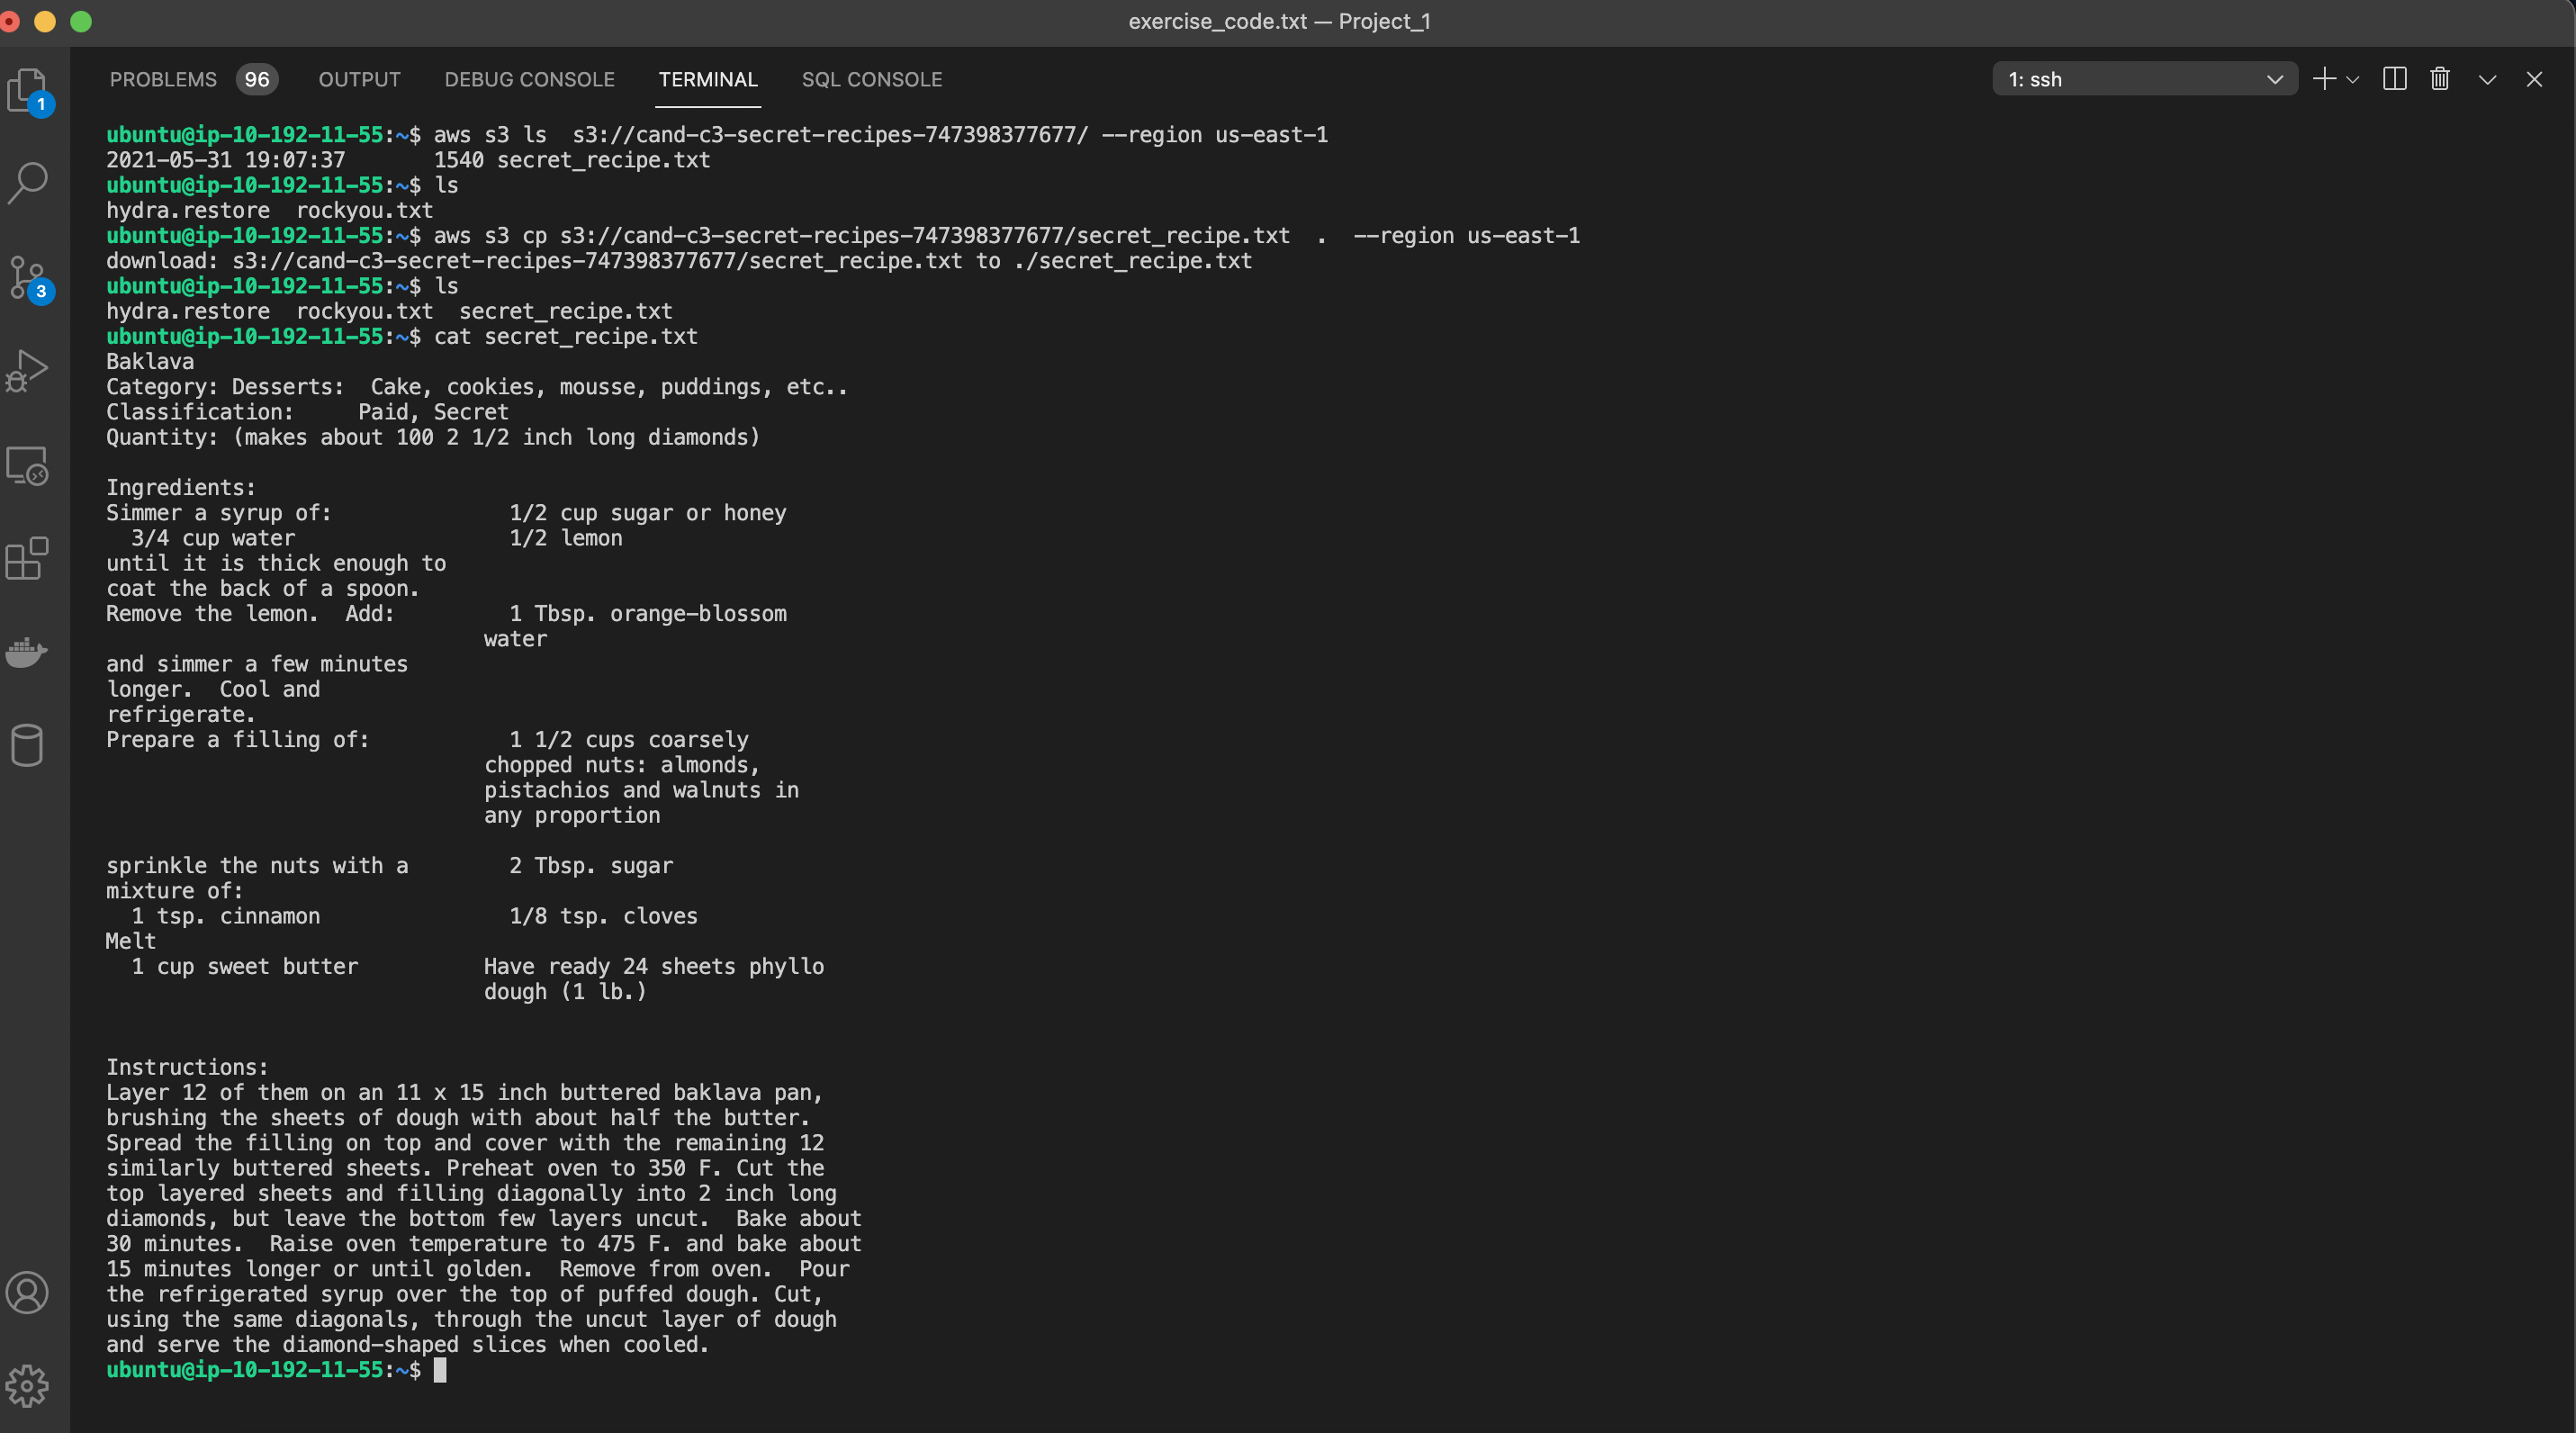 exercise_code.txt — Project_1
PROBLEMS 96 OUTPUT DEBUG CONSOLE TERMINAL SQL CONSOLE 1: ssh
1
3
ubuntu@ip-10-192-11-55:~$ aws s3 ls  s3://cand-c3-secret-recipes-747398377677/ --region us-east-1
2021-05-31 19:07:37       1540 secret_recipe.txt
ubuntu@ip-10-192-11-55:~$ ls
hydra.restore  rockyou.txt
ubuntu@ip-10-192-11-55:~$ aws s3 cp s3://cand-c3-secret-recipes-747398377677/secret_recipe.txt  .  --region us-east-1
download: s3://cand-c3-secret-recipes-747398377677/secret_recipe.txt to ./secret_recipe.txt
ubuntu@ip-10-192-11-55:~$ ls
hydra.restore  rockyou.txt  secret_recipe.txt
ubuntu@ip-10-192-11-55:~$ cat secret_recipe.txt
Baklava
Category: Desserts:  Cake, cookies, mousse, puddings, etc..
Classification:     Paid, Secret
Quantity: (makes about 100 2 1/2 inch long diamonds)
Ingredients:
Simmer a syrup of:              1/2 cup sugar or honey
  3/4 cup water                 1/2 lemon
until it is thick enough to
coat the back of a spoon.
Remove the lemon.  Add:         1 Tbsp. orange-blossom
                              water
and simmer a few minutes
longer.  Cool and
refrigerate.
Prepare a filling of:           1 1/2 cups coarsely
                              chopped nuts: almonds,
                              pistachios and walnuts in
                              any proportion
sprinkle the nuts with a        2 Tbsp. sugar
mixture of:
  1 tsp. cinnamon               1/8 tsp. cloves
Melt
  1 cup sweet butter          Have ready 24 sheets phyllo
                              dough (1 lb.)
Instructions:
Layer 12 of them on an 11 x 15 inch buttered baklava pan,
brushing the sheets of dough with about half the butter.
Spread the filling on top and cover with the remaining 12
similarly buttered sheets. Preheat oven to 350 F. Cut the
top layered sheets and filling diagonally into 2 inch long
diamonds, but leave the bottom few layers uncut.  Bake about
30 minutes.  Raise oven temperature to 475 F. and bake about
15 minutes longer or until golden.  Remove from oven.  Pour
the refrigerated syrup over the top of puffed dough. Cut,
using the same diagonals, through the uncut layer of dough
and serve the diamond-shaped slices when cooled.
ubuntu@ip-10-192-11-55:~$